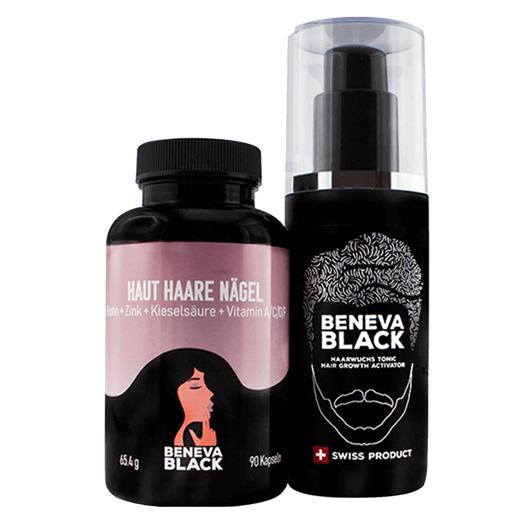 HAUT HAARE NÄGEL
Biotin + Zink + Kieselsäure + Vitamin A/C/D/F
65.4 g
BENEVA
BLACK
90 Kapseln
BENEVA
BLACK
HAARWUCHS TONIC
HAIR GROWTH ACTIVATOR
SWISS PRODUCT